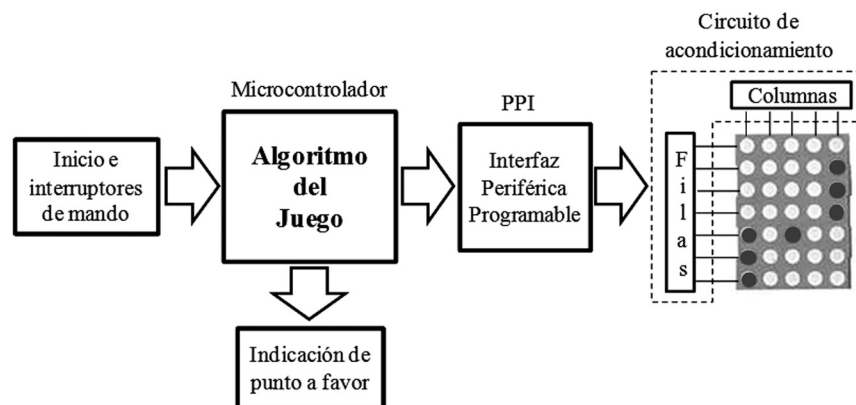 Circuito de
acondicionamiento
Microcontrolador
PPI
Columnas
Inicio e
interruptores
de mando
Algoritmo
del
Juego
Interfaz
Periférica
Programable
Filas
Indicación de
punto a favor